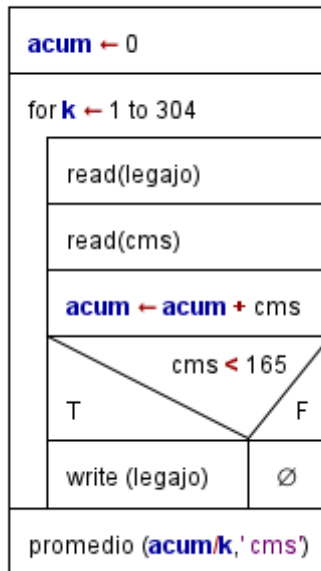 acum ← 0
for k ← 1 to 304
read(legajo)
read(cms)
acum ← acum + cms
cms < 165
T F
write (legajo) ∅
promedio (acum/k,' cms')